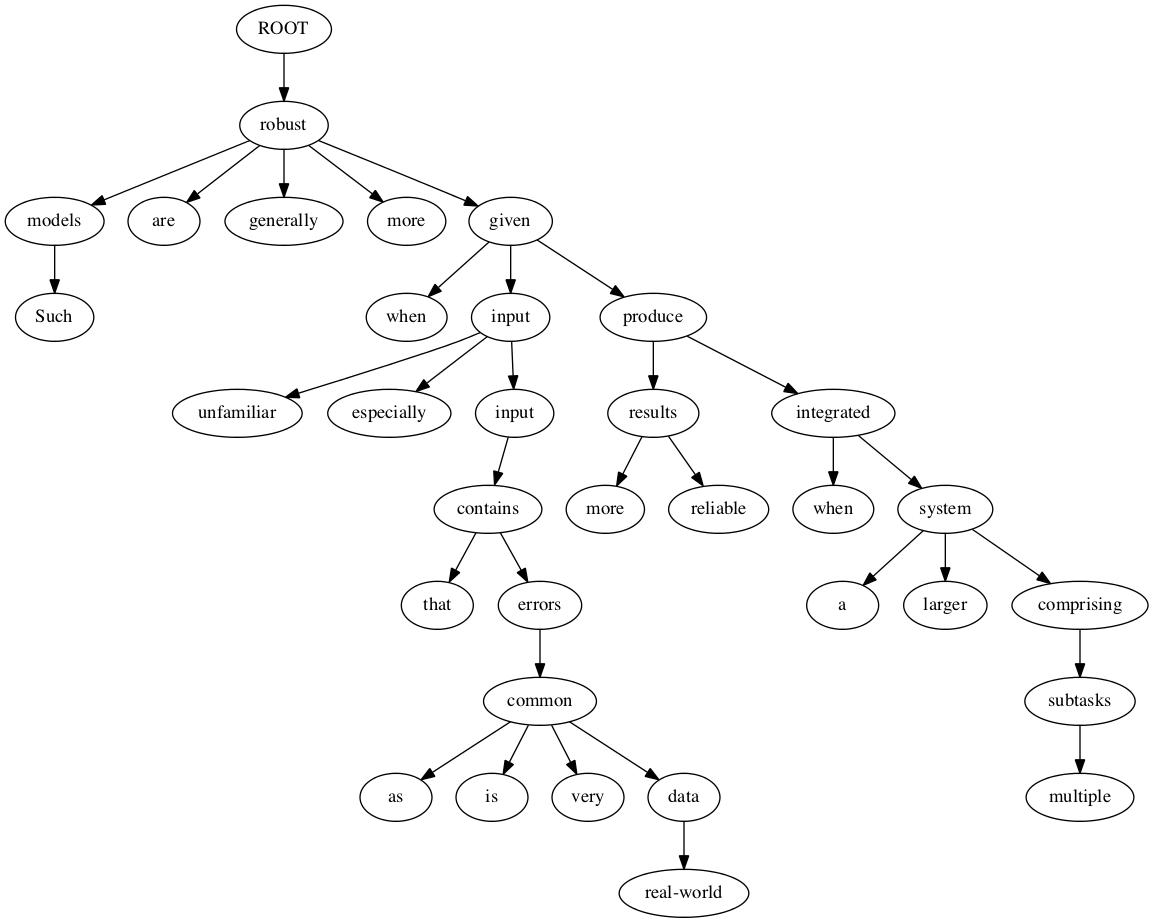 ROOT
robust
models are generally more given
Such when input produce
unfamiliar especially input results integrated
contains more reliable when system
that errors a larger comprising
common subtasks
as is very data multiple
real-world